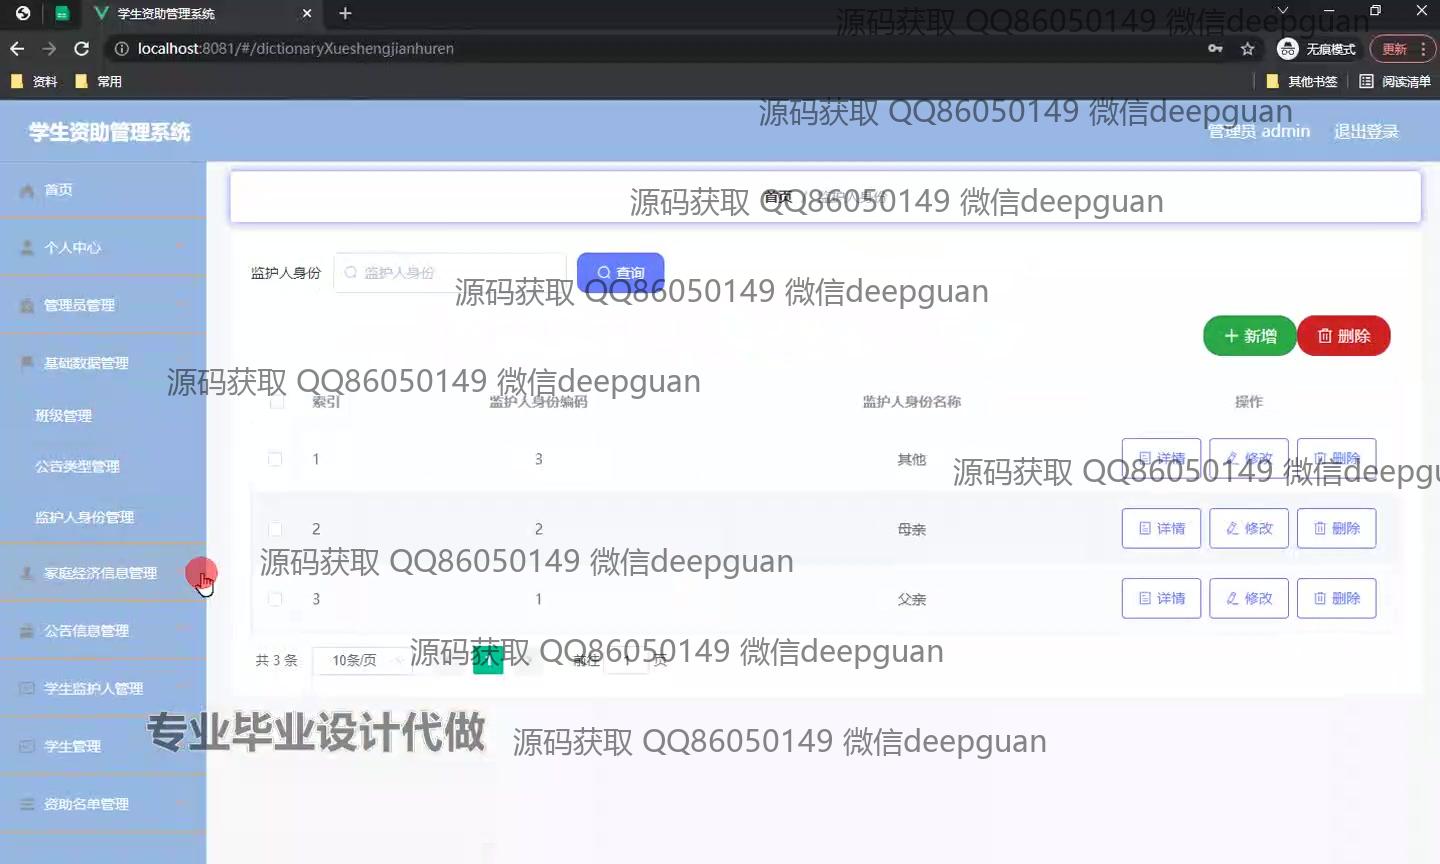 学生资助管理系统
localhost:8081/#/dictionaryXueshengjianhuren
无痕模式
更新
资料
常用
其他书签
阅读清单
源码获取 QQ86050149 微信deepguan
源码获取 QQ86050149 微信deepguan
学生资助管理系统
管理员 admin
退出登录
首页
个人中心
管理员管理
基础数据管理
班级管理
公告类型管理
监护人身份管理
家庭经济信息管理
公告信息管理
学生监护人管理
学生管理
资助名单管理
首页
监护人身份
源码获取 QQ86050149 微信deepguan
监护人身份
监护人身份
查询
源码获取 QQ86050149 微信deepguan
新增
删除
源码获取 QQ86050149 微信deepguan
索引
监护人身份编码
监护人身份名称
操作
1
3
其他
详情
修改
删除
源码获取 QQ86050149 微信deepgu
2
2
母亲
详情
修改
删除
源码获取 QQ86050149 微信deepguan
3
1
父亲
详情
修改
删除
共 3 条
10条/页
前往
1
页
源码获取 QQ86050149 微信deepguan
专业毕业设计代做
源码获取 QQ86050149 微信deepguan